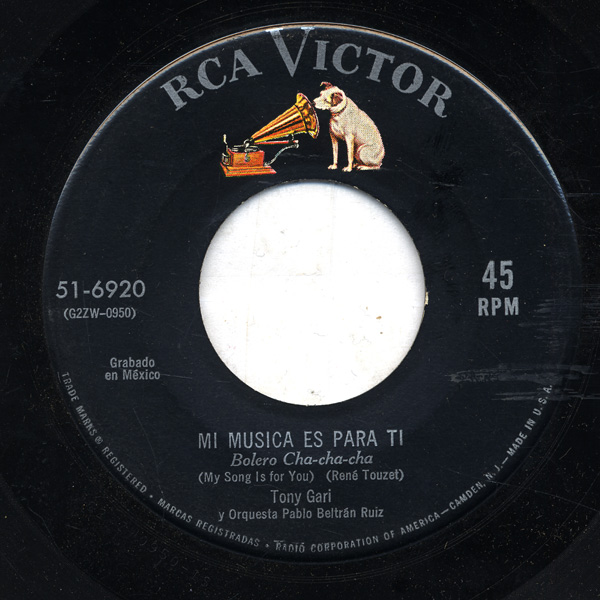 RCA VICTOR
51-6920
(G2ZW-0950)
45
RPM
Grabado
en México
MI MUSICA ES PARA TI
Bolero Cha-cha-cha
(My Song Is for You) (René Touzet)
Tony Gari
y Orquesta Pablo Beltrán Ruiz
TRADE MARKS ® REGISTERED • MARCAS REGISTRADAS • RADIO CORPORATION OF AMERICA—CAMDEN, N. J.—MADE IN U.S.A.